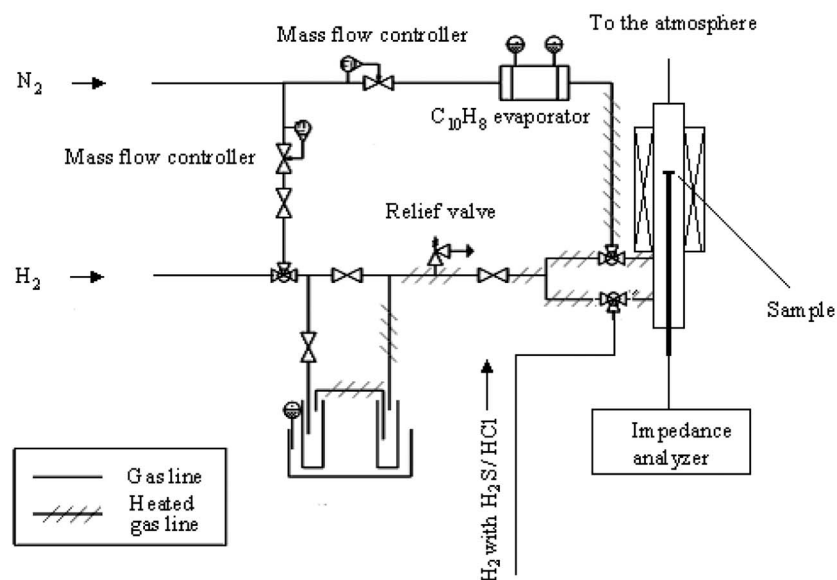 Mass flow controller
To the atmosphere
N2
C10H8 evaporator
Mass flow controller
Relief valve
H2
Sample
H2 with H2S/HCl
Impedance
analyzer
Gas line
Heated
gas line